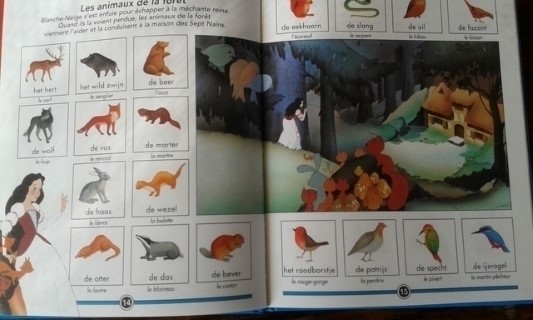 Les animaux de la forêt
Blanche-Neige s'est enfuie pour échapper à la méchante reine.
Quand ils la voient perdue, les animaux de la forêt
viennent l'aider et la conduisent à la maison des Sept Nains.
het hert
le cerf
het wild zwijn
le sanglier
de beer
l'ours
de wolf
le loup
de vos
le renard
de marter
la martre
de haas
le lièvre
de wezel
la belette
de otter
la loutre
de das
le blaireau
de bever
le castor
14
de eekhoorn
l'écureuil
de slang
le serpent
de uil
le hibou
de fazant
le faisan
het roodborstje
le rouge-gorge
de patrijs
la perdrix
de specht
le pivert
de ijsvogel
le martin-pêcheur
15